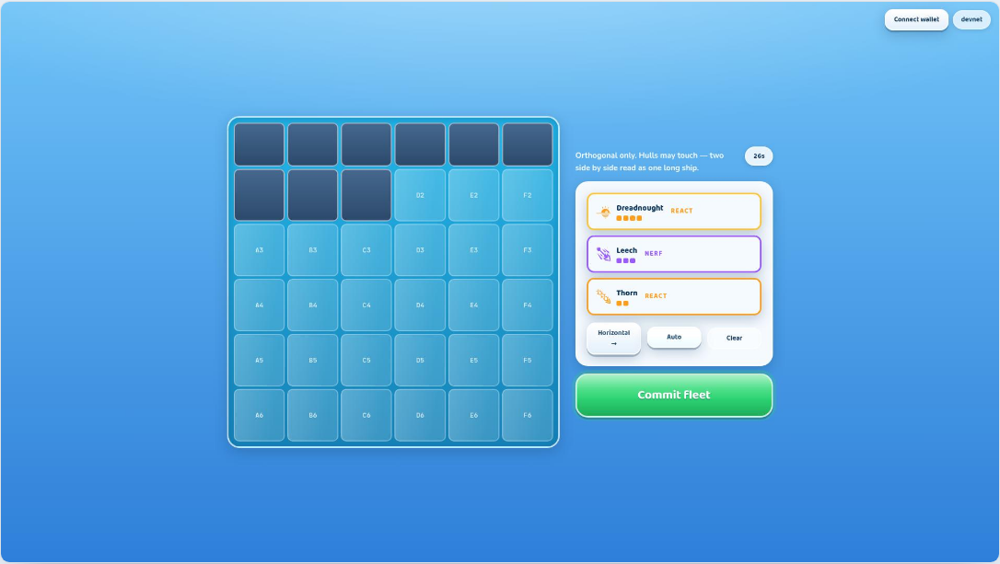 Connect wallet
devnet
Orthogonal only. Hulls may touch — two
side by side read as one long ship.
26s
Dreadnought REACT
Leech NERF
Thorn REACT
Horizontal
→
Auto
Clear
Commit fleet
D2 E2 F2
A3 B3 C3 D3 E3 F3
A4 B4 C4 D4 E4 F4
A5 B5 C5 D5 E5 F5
A6 B6 C6 D6 E6 F6